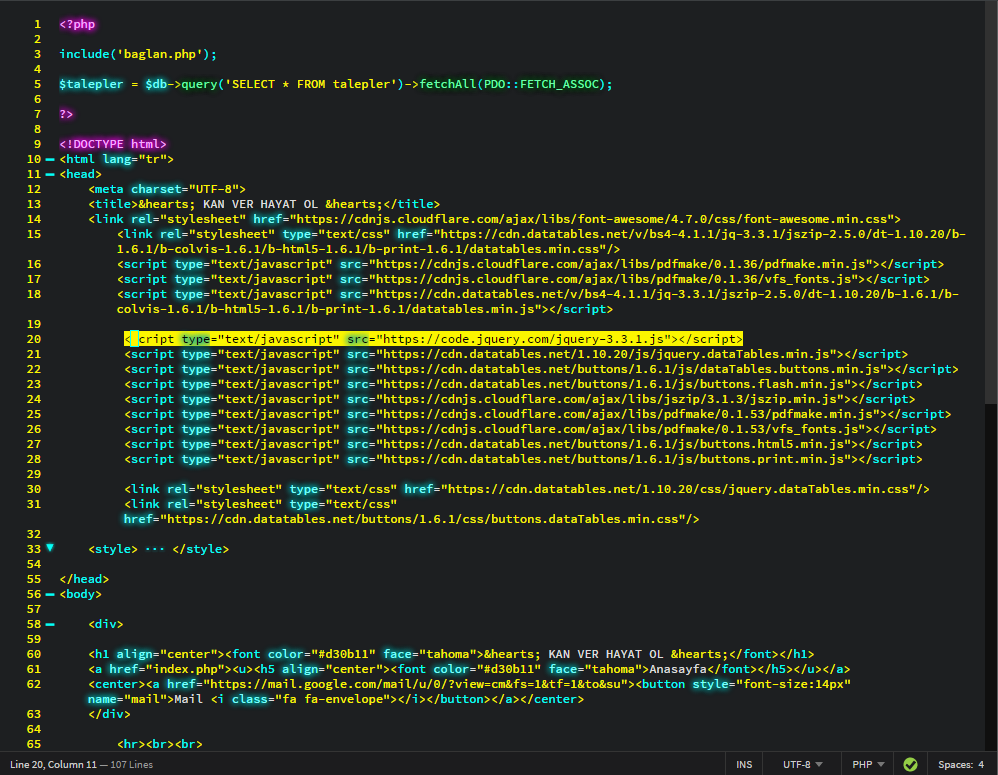 1 <?php
2
3 include('baglan.php');
4
5 $talepler = $db->query('SELECT * FROM talepler')->fetchAll(PDO::FETCH_ASSOC);
6
7 ?>
8
9 <!DOCTYPE html>
10 <html lang="tr">
11 <head>
12 <meta charset="UTF-8">
13 <title>&hearts; KAN VER HAYAT OL &hearts;</title>
14 <link rel="stylesheet" href="https://cdnjs.cloudflare.com/ajax/libs/font-awesome/4.7.0/css/font-awesome.min.css">
15 <link rel="stylesheet" type="text/css" href="https://cdn.datatables.net/v/bs4-4.1.1/jq-3.3.1/jszip-2.5.0/dt-1.10.20/b-
1.6.1/b-colvis-1.6.1/b-html5-1.6.1/b-print-1.6.1/datatables.min.css"/>
16 <script type="text/javascript" src="https://cdnjs.cloudflare.com/ajax/libs/pdfmake/0.1.36/pdfmake.min.js"></script>
17 <script type="text/javascript" src="https://cdnjs.cloudflare.com/ajax/libs/pdfmake/0.1.36/vfs_fonts.js"></script>
18 <script type="text/javascript" src="https://cdn.datatables.net/v/bs4-4.1.1/jq-3.3.1/jszip-2.5.0/dt-1.10.20/b-1.6.1/b-
colvis-1.6.1/b-html5-1.6.1/b-print-1.6.1/datatables.min.js"></script>
19
20 < cript type="text/javascript" src="https://code.jquery.com/jquery-3.3.1.js"></script>
21 <script type="text/javascript" src="https://cdn.datatables.net/1.10.20/js/jquery.dataTables.min.js"></script>
22 <script type="text/javascript" src="https://cdn.datatables.net/buttons/1.6.1/js/dataTables.buttons.min.js"></script>
23 <script type="text/javascript" src="https://cdn.datatables.net/buttons/1.6.1/js/buttons.flash.min.js"></script>
24 <script type="text/javascript" src="https://cdnjs.cloudflare.com/ajax/libs/jszip/3.1.3/jszip.min.js"></script>
25 <script type="text/javascript" src="https://cdnjs.cloudflare.com/ajax/libs/pdfmake/0.1.53/pdfmake.min.js"></script>
26 <script type="text/javascript" src="https://cdnjs.cloudflare.com/ajax/libs/pdfmake/0.1.53/vfs_fonts.js"></script>
27 <script type="text/javascript" src="https://cdn.datatables.net/buttons/1.6.1/js/buttons.html5.min.js"></script>
28 <script type="text/javascript" src="https://cdn.datatables.net/buttons/1.6.1/js/buttons.print.min.js"></script>
29
30 <link rel="stylesheet" type="text/css" href="https://cdn.datatables.net/1.10.20/css/jquery.dataTables.min.css"/>
31 <link rel="stylesheet" type="text/css"
href="https://cdn.datatables.net/buttons/1.6.1/css/buttons.dataTables.min.css"/>
32
33 <style> ··· </style>
54
55 </head>
56 <body>
57
58 <div>
59
60 <h1 align="center"><font color="#d30b11" face="tahoma">&hearts; KAN VER HAYAT OL &hearts;</font></h1>
61 <a href="index.php"><u><h5 align="center"><font color="#d30b11" face="tahoma">Anasayfa</font></h5></u></a>
62 <center><a href="https://mail.google.com/mail/u/0/?view=cm&fs=1&tf=1&to&su"><button style="font-size:14px"
name="mail">Mail <i class="fa fa-envelope"></i></button></a></center>
63 </div>
64
65 <hr><br><br>
Line 20, Column 11 — 107 Lines INS UTF-8 PHP Spaces: 4